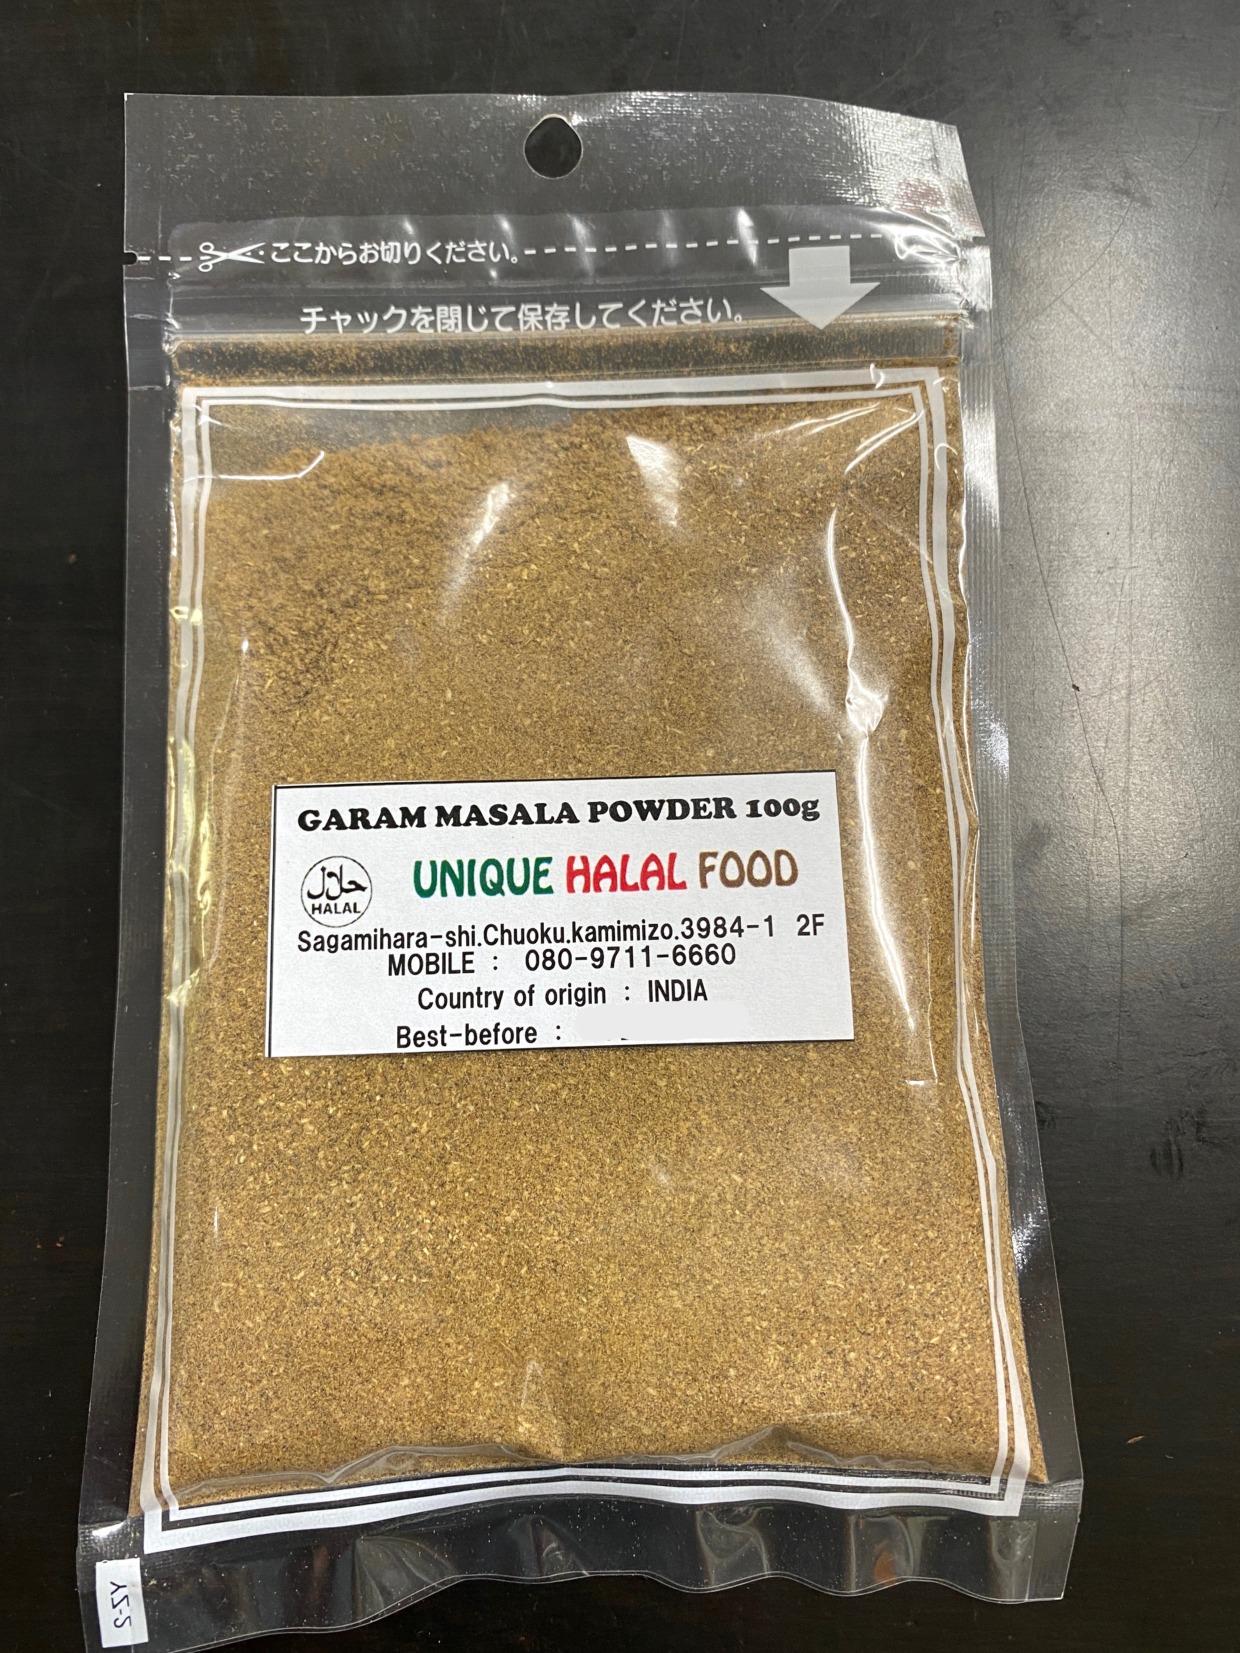 ここからお切りください。
チャックを閉じて保存してください。
GARAM MASALA POWDER 100g
حلال
HALAL
UNIQUE HALAL FOOD
Sagamihara-shi.Chuoku.kamimizo.3984-1 2F
MOBILE : 080-9711-6660
Country of origin : INDIA
Best-before :
YZ-2